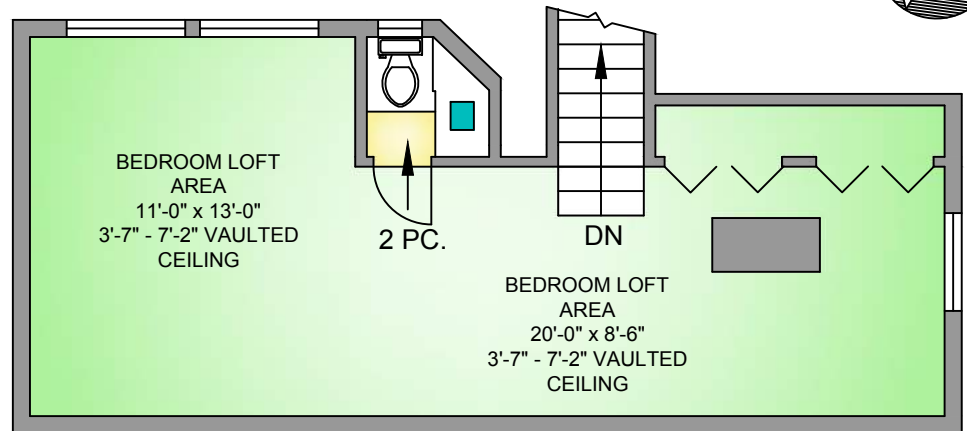 BEDROOM LOFT
AREA
11'-0" x 13'-0"
3'-7" - 7'-2" VAULTED
CEILING
2 PC.
DN
BEDROOM LOFT
AREA
20'-0" x 8'-6"
3'-7" - 7'-2" VAULTED
CEILING